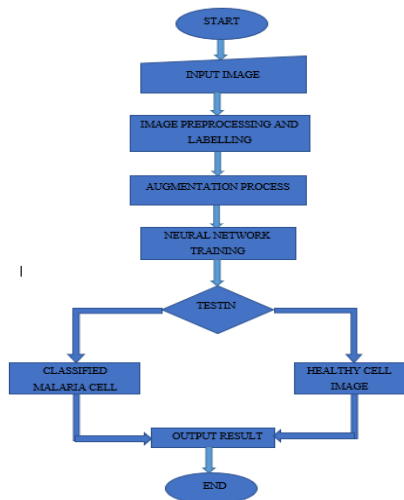 START
INPUT IMAGE
IMAGE PREPROCESSING AND
LABELLING
AUGMENTATION PROCESS
NEURAL NETWORK
TRAINING
TESTIN
CLASSIFIED
MALARIA CELL
HEALTHY CELL
IMAGE
OUTPUT RESULT
END